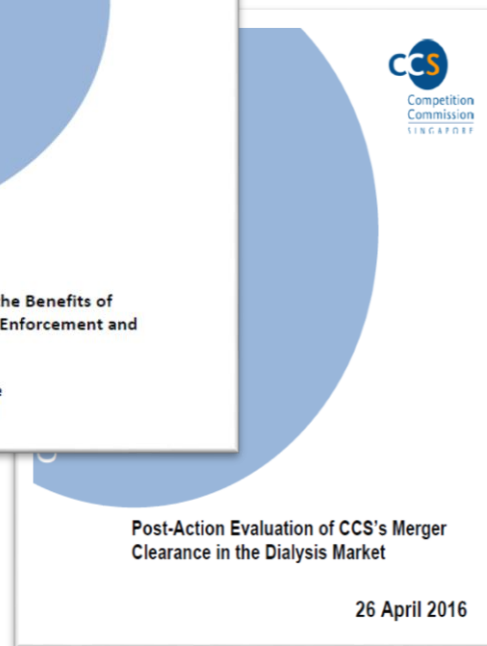 CCS
Competition
Commission
SINGAPORE
he Benefits of
Enforcement and
e
C
Post-Action Evaluation of CCS's Merger
Clearance in the Dialysis Market
26 April 2016